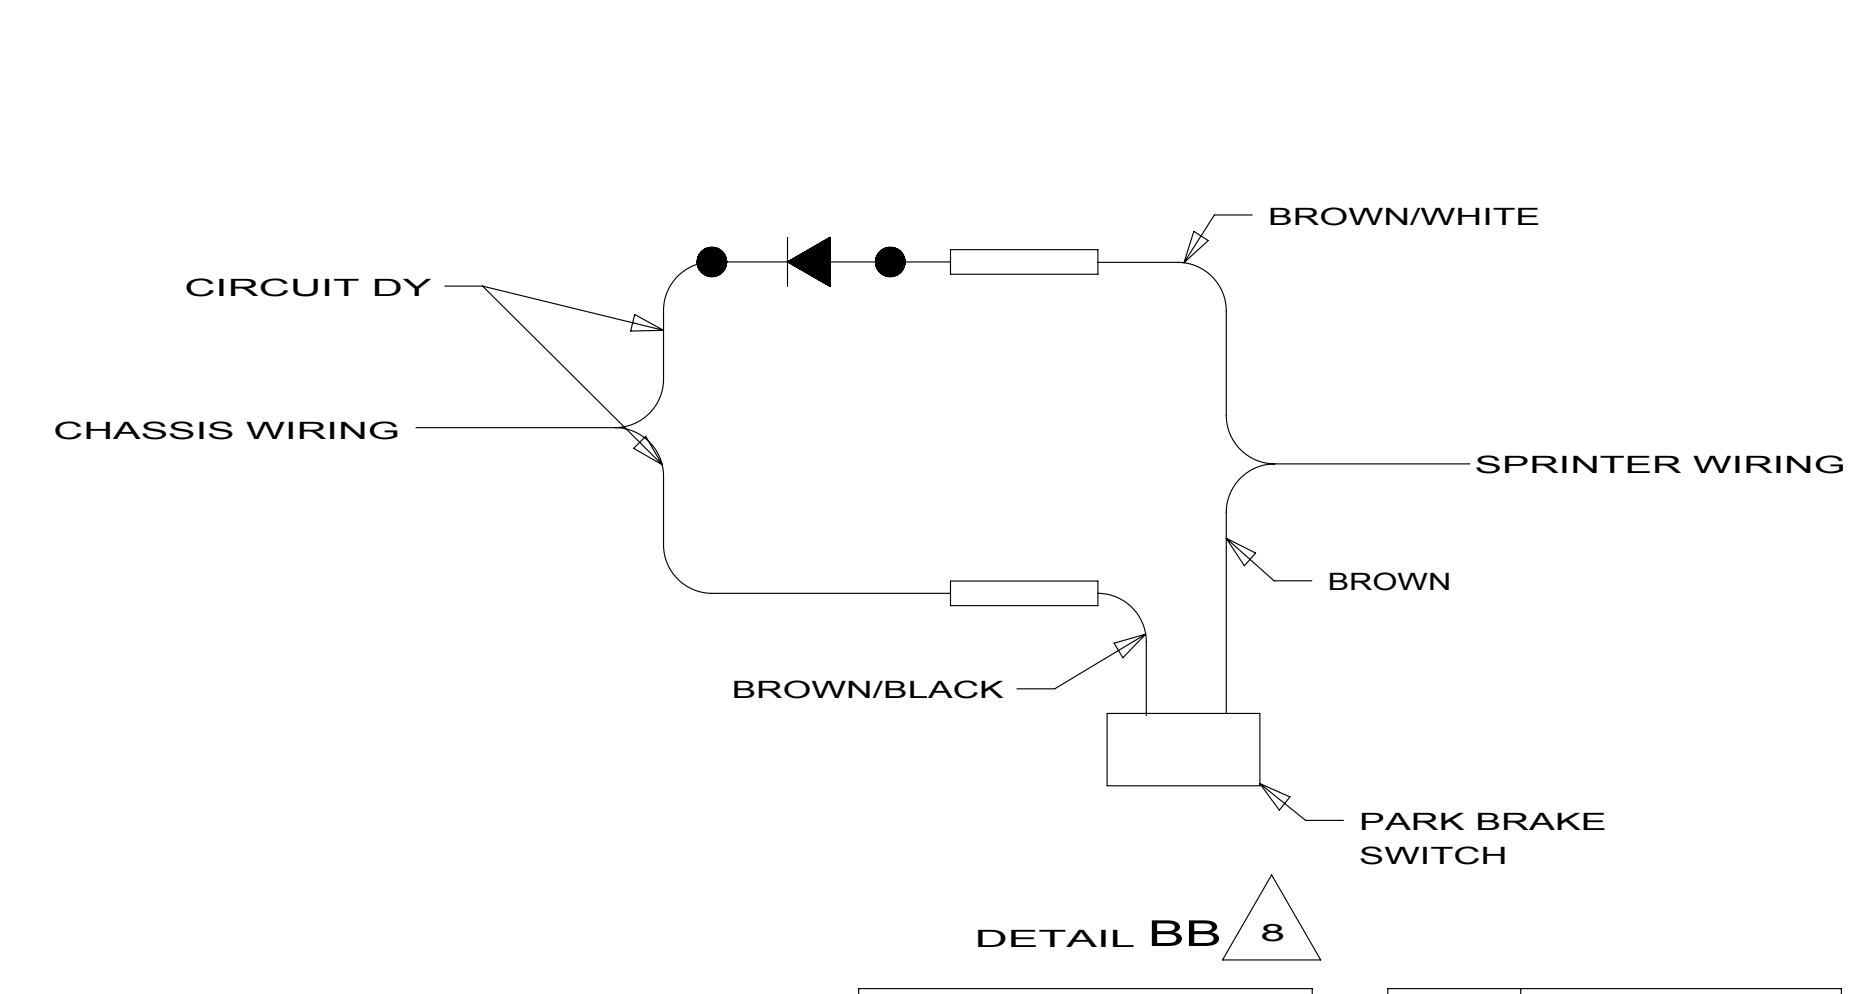 BROWN/WHITE
CIRCUIT DY
CHASSIS WIRING
SPRINTER WIRING
BROWN
BROWN/BLACK
PARK BRAKE
SWITCH
DETAIL BB 8